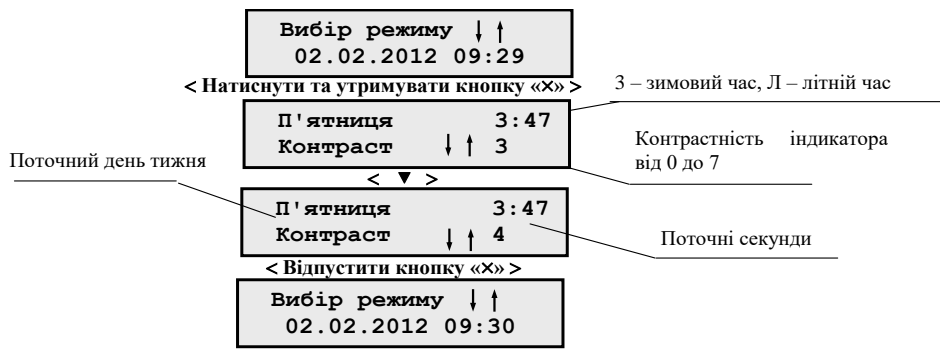 Вибір режиму ↓ ↑
02.02.2012 09:29
< Натиснути та утримувати кнопку «×» >
З – зимовий час, Л – літній час
П'ятниця З:47
Контраст ↓ ↑ 3
Контрастність індикатора
від 0 до 7
Поточний день тижня
< ▼ >
П'ятниця З:47
Контраст ↓ ↑ 4
Поточні секунди
< Відпустити кнопку «×» >
Вибір режиму ↓ ↑
02.02.2012 09:30